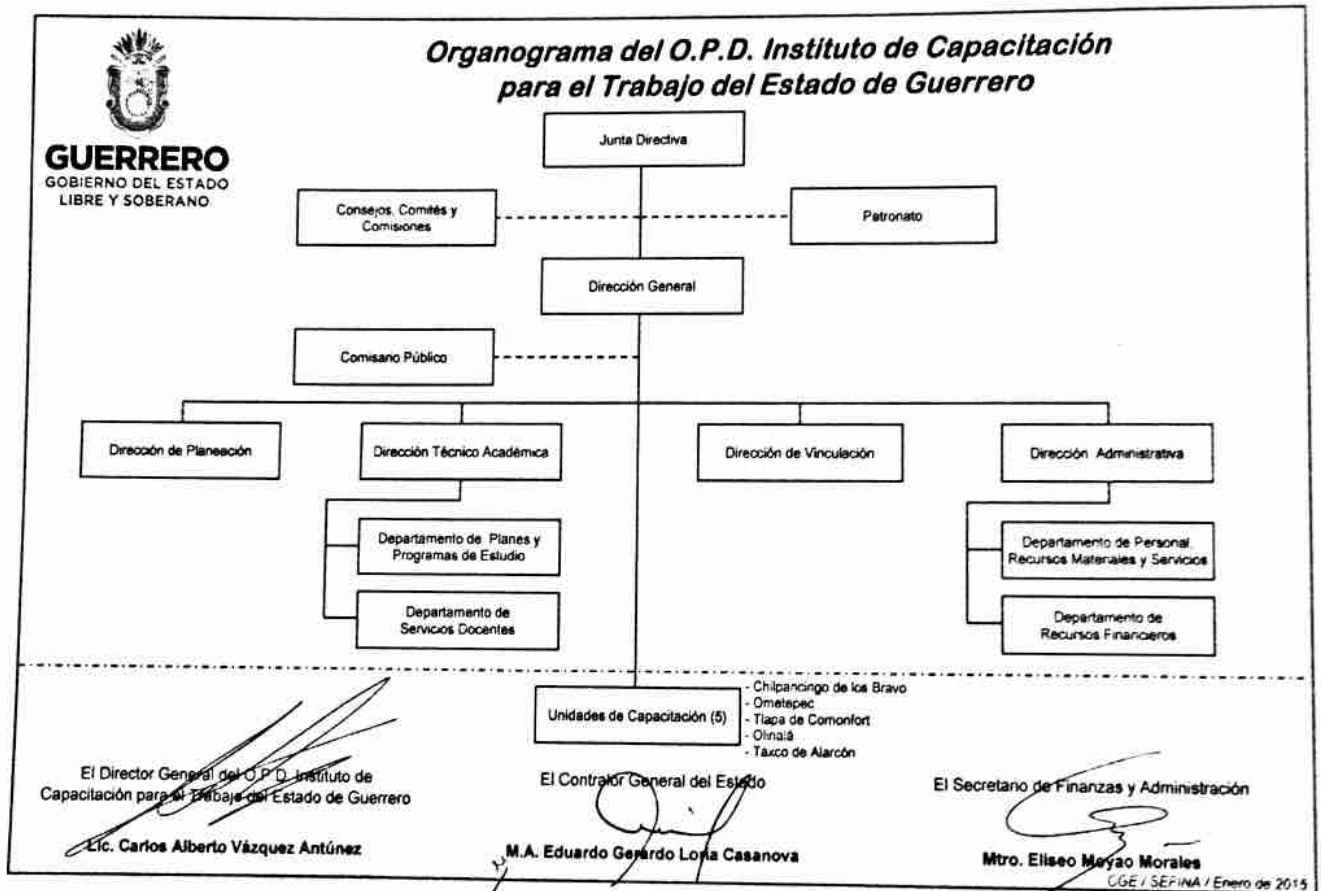 Organograma del O.P.D. Instituto de Capacitación
para el Trabajo del Estado de Guerrero
GUERRERO
GOBIERNO DEL ESTADO
LIBRE Y SOBERANO
Junta Directiva
Consejos, Comités y
Comisiones
Patronato
Dirección General
Comisario Público
Dirección de Planeación
Dirección Técnico Académica
Dirección de Vinculación
Dirección Administrativa
Departamento de Planes y
Programas de Estudio
Departamento de
Servicios Docentes
Departamento de Personal,
Recursos Materiales y Servicios
Departamento de
Recursos Financieros
Unidades de Capacitación (5)
- Chilpancingo de los Bravo
- Ometepec
- Tlapa de Comonfort
- Olinalá
- Taxco de Alarcón
El Director General del O.P.D. Instituto de
Capacitación para el Trabajo del Estado de Guerrero
Lic. Carlos Alberto Vázquez Antúnez
El Contralor General del Estado
M.A. Eduardo Gerardo Loria Casanova
El Secretario de Finanzas y Administración
Mtro. Eliseo Moyao Morales
CGE / SEFINA / Enero de 2015